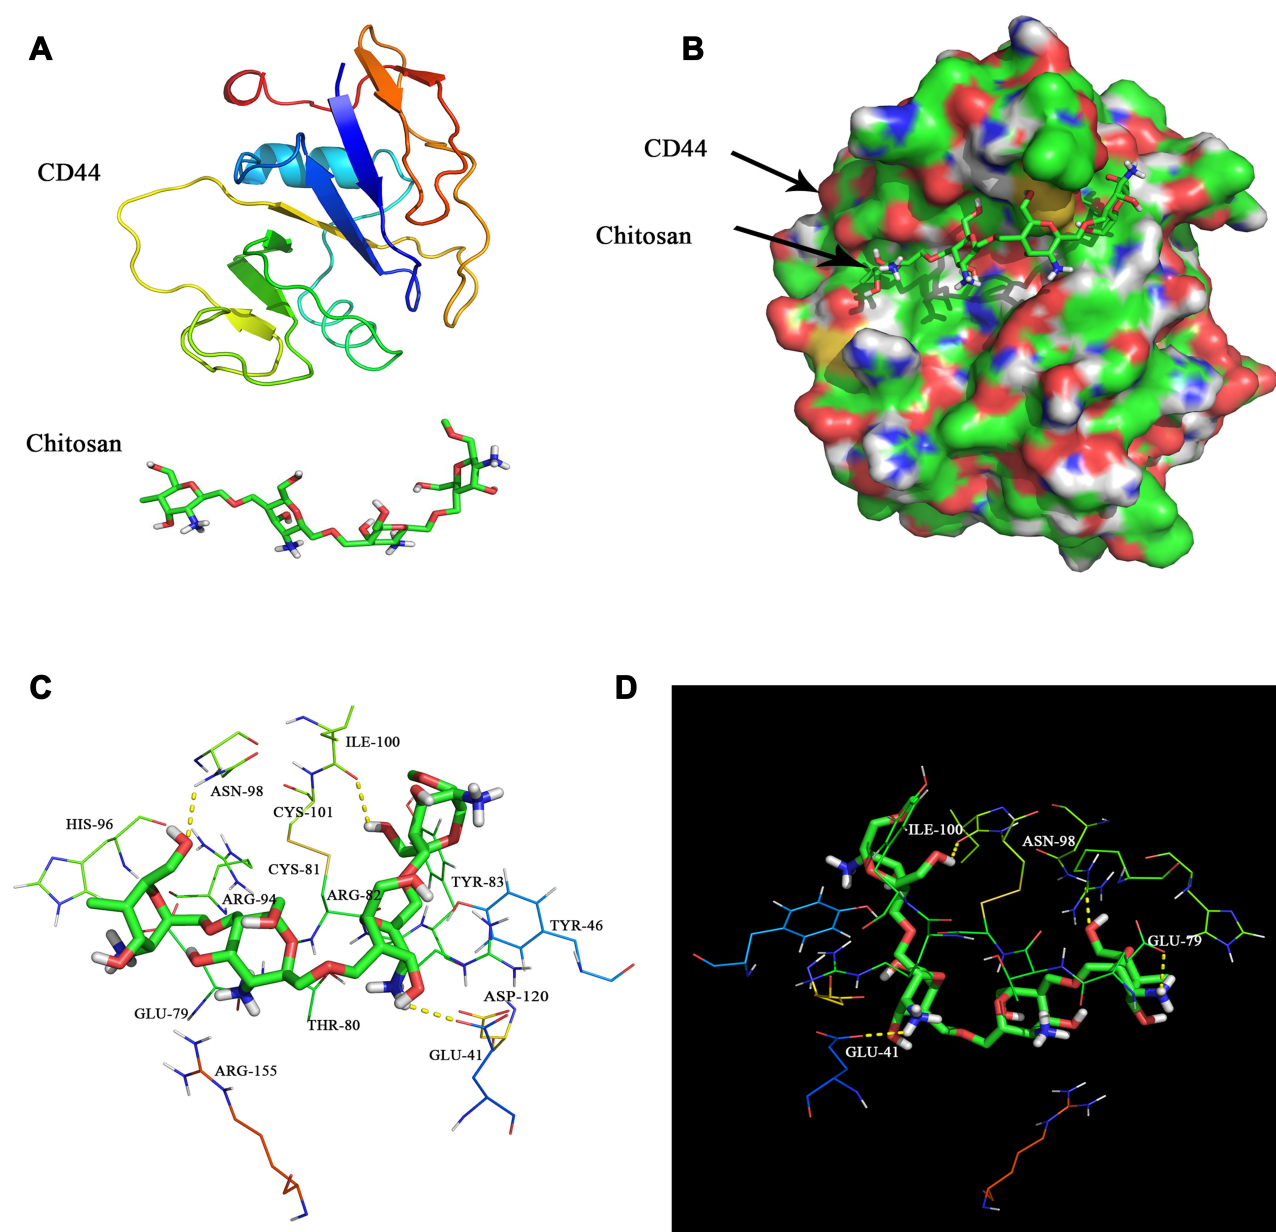 A
CD44
Chitosan
B
CD44
Chitosan
C
ILE-100
ASN-98
CYS-101
HIS-96
CYS-81
ARG-94
ARG-82
TYR-83
TYR-46
GLU-79
THR-80
ASP-120
GLU-41
ARG-155
D
ILE-100
ASN-98
GLU-79
GLU-41